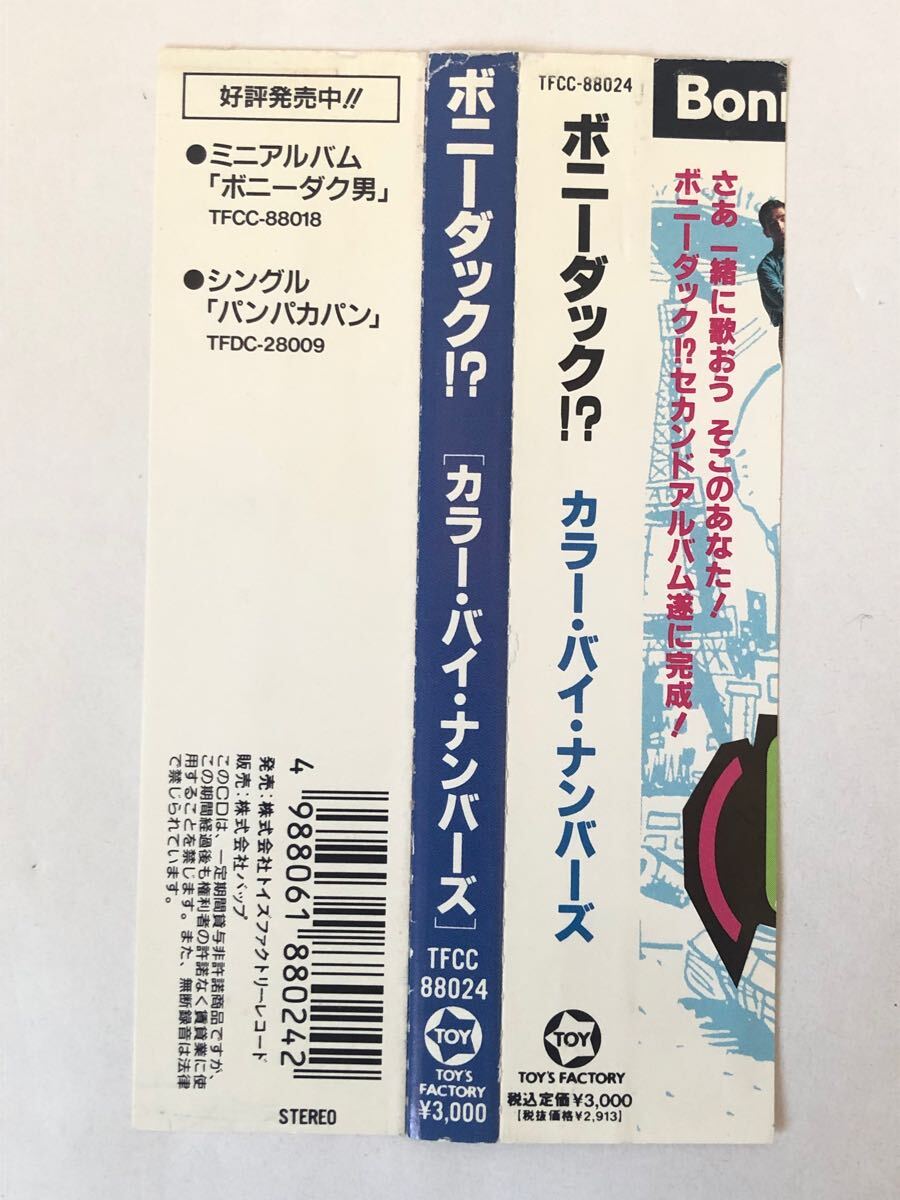 好評発売中!!
●ミニアルバム
「ボニーダク男」
TFCC-88018
●シングル
「パンパカパン」
TFDC-28009
4 988061 880242
発売：株式会社トイズファクトリーレコード
販売：株式会社バップ
このCDは、一定期間貸与非許諾商品ですが、
この期間経過後も権利者の許諾なく賃貸業に使
用することを禁じます。また、無断録音は法律
で禁じられています。
STEREO
ボニーダック!?
［カラー・バイ・ナンバーズ］
TFCC
88024
TOY
TOY'S
FACTORY
¥3,000
TFCC-88024
ボニーダック!?
カラー・バイ・ナンバーズ
TOY
TOY'S FACTORY
税込定価¥3,000
[税抜価格¥2,913]
Bon
さあ 一緒に歌おう そこのあなた!
ボニーダック!?セカンドアルバム遂に完成!